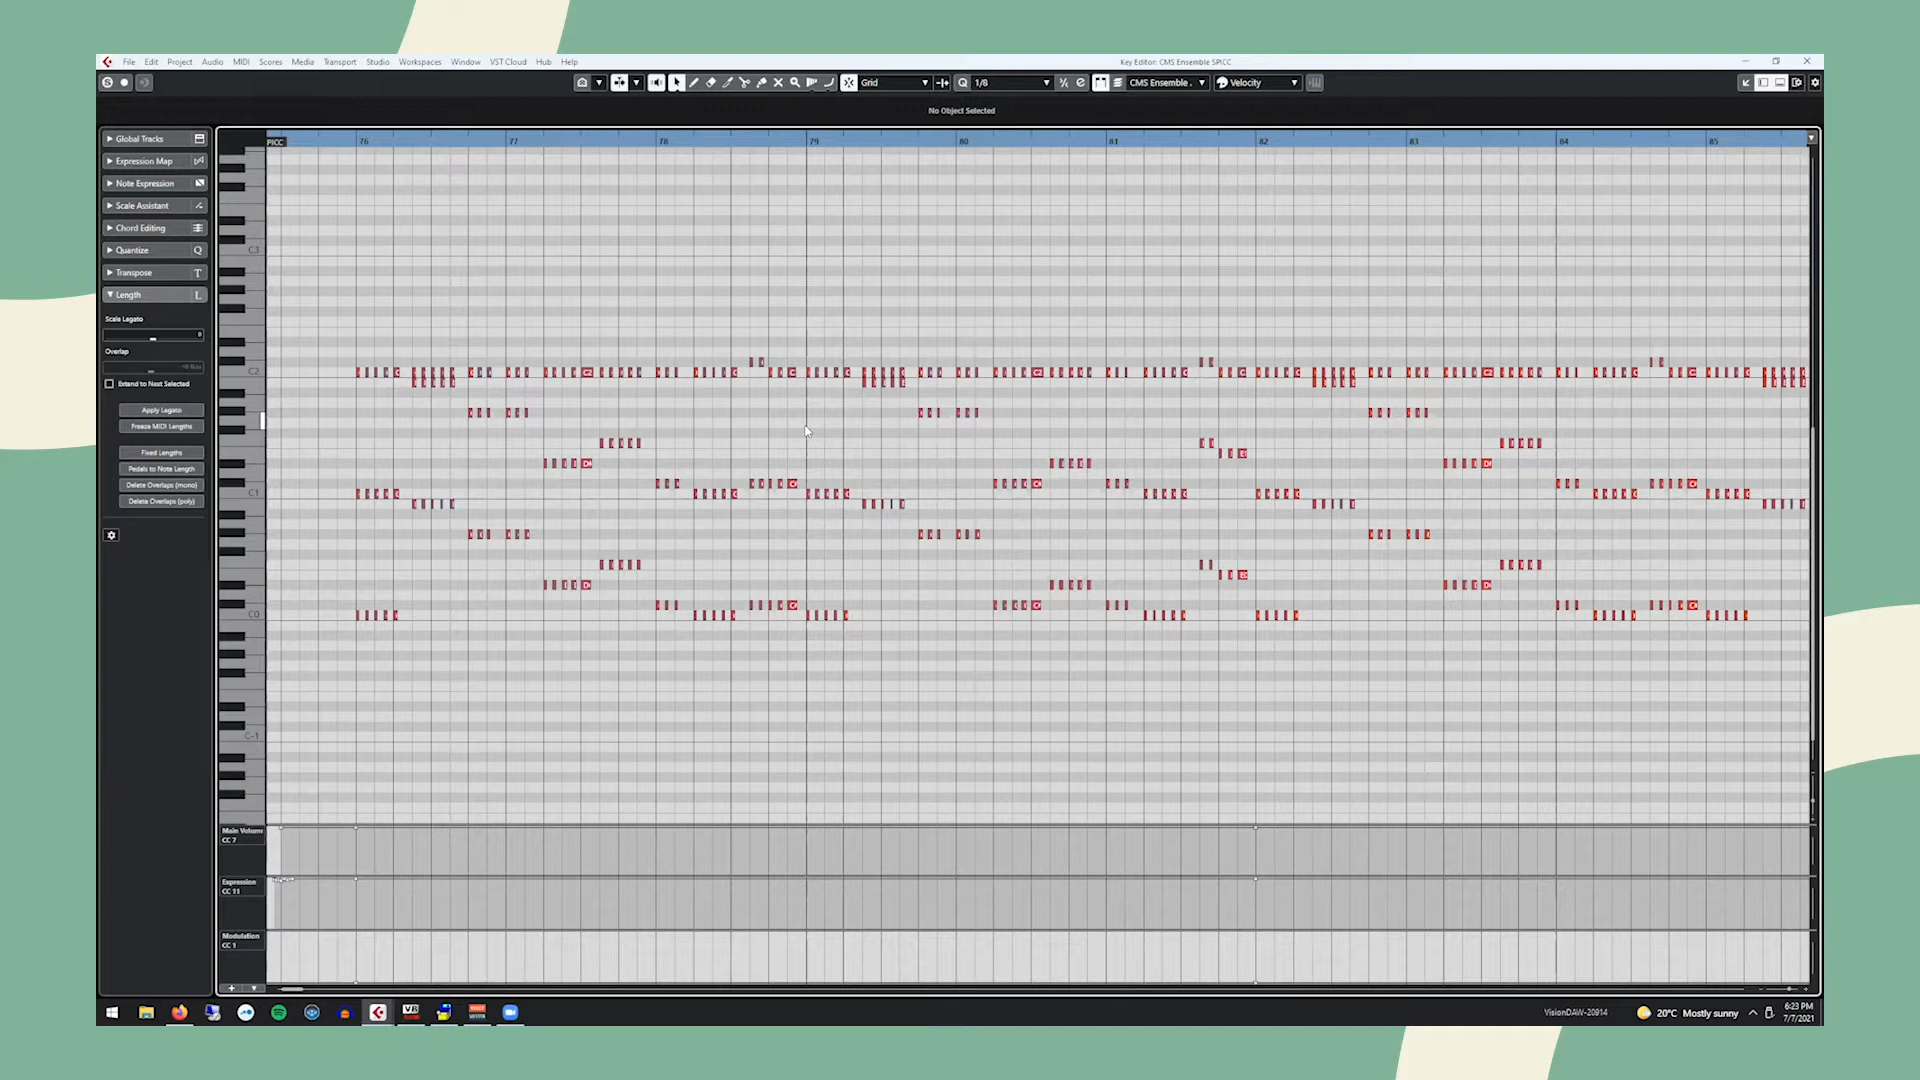 File Edit Project Audio MIDI Scores Media Transport Studio Workspaces Window VST Cloud Hub Help
Key Editor: CMS Ensemble SPICC
Grid
1/8
CMS Ensemble .
Velocity
No Object Selected
PICC 76 77 78 79 80 81 82 83 84 85
Global Tracks
Expression Map
Note Expression
Scale Assistant
Chord Editing
Quantize Q
Transpose T
Length L
Scale Legato
0
Overlap
Extend to Next Selected
Apply Legato
Freeze MIDI Lengths
Fixed Lengths
Pedals to Note Length
Delete Overlaps (mono)
Delete Overlaps (poly)
C3
C2
C1
C0
C-1
Main Volume
CC 7
Expression
CC 11
Modulation
CC 1
VisionDAW-20914
20°C Mostly sunny
6:23 PM
7/7/2021